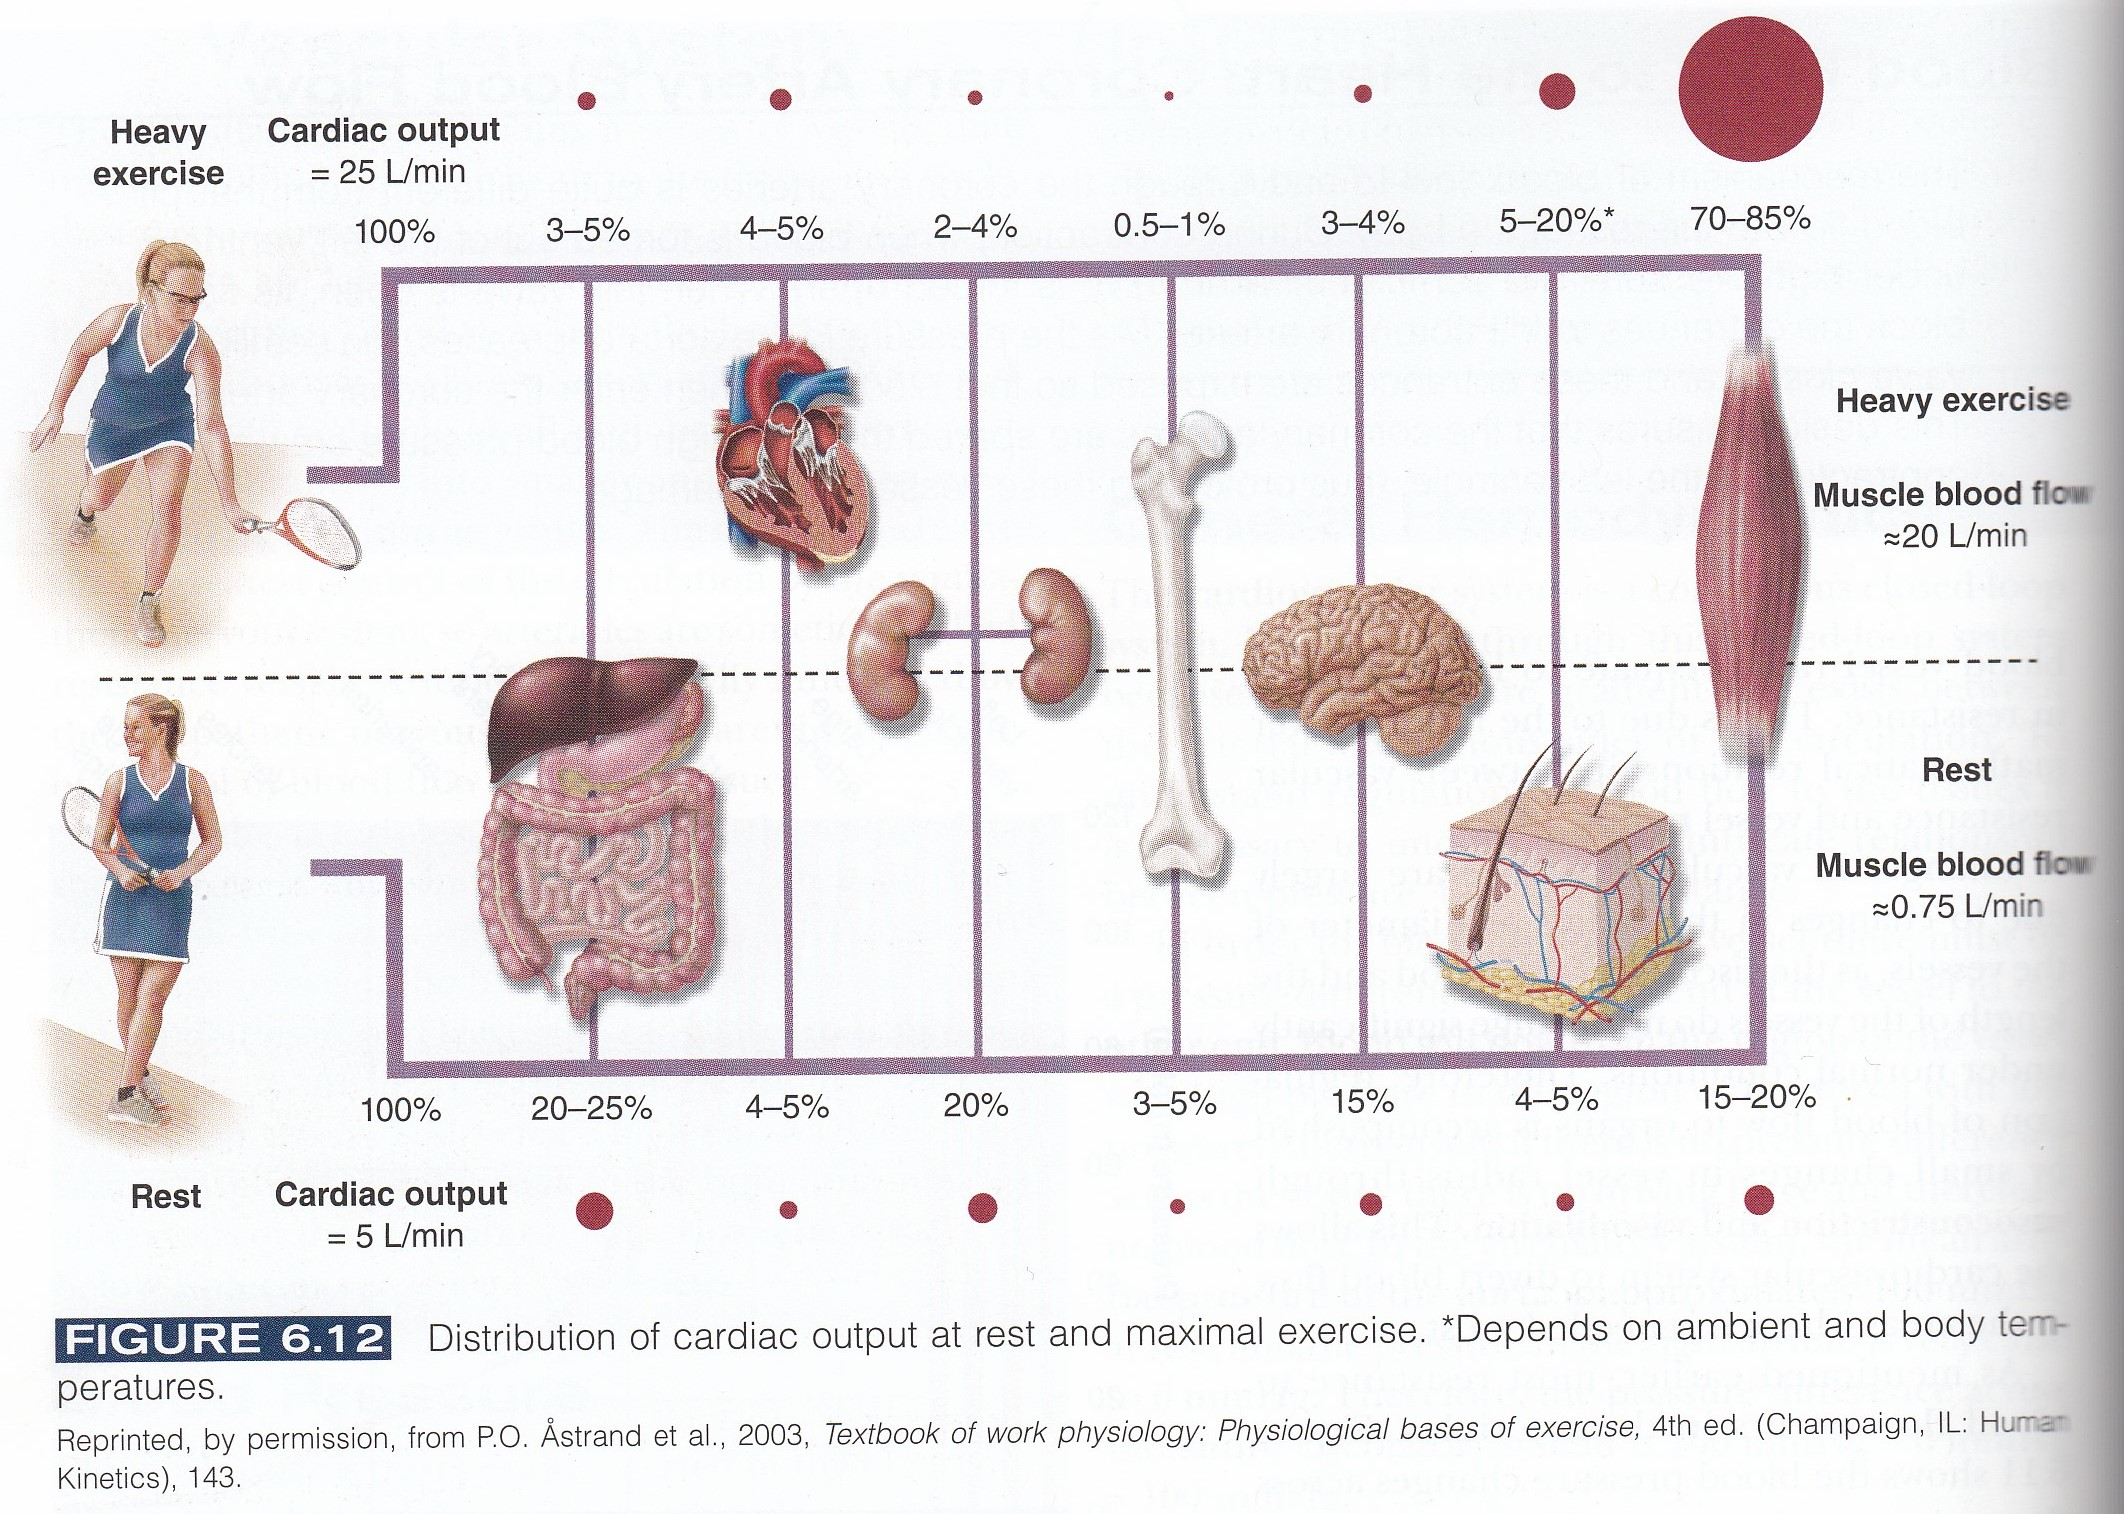 Heavy exercise
Cardiac output
= 25 L/min
100% 3–5% 4–5% 2–4% 0.5–1% 3–4% 5–20%* 70–85%
Heavy exercise
Muscle blood flow
≈20 L/min
Rest
Muscle blood flow
≈0.75 L/min
100% 20–25% 4–5% 20% 3–5% 15% 4–5% 15–20%
Rest
Cardiac output
= 5 L/min
FIGURE 6.12 Distribution of cardiac output at rest and maximal exercise. *Depends on ambient and body tem-
peratures.
Reprinted, by permission, from P.O. Åstrand et al., 2003, Textbook of work physiology: Physiological bases of exercise, 4th ed. (Champaign, IL: Human
Kinetics), 143.